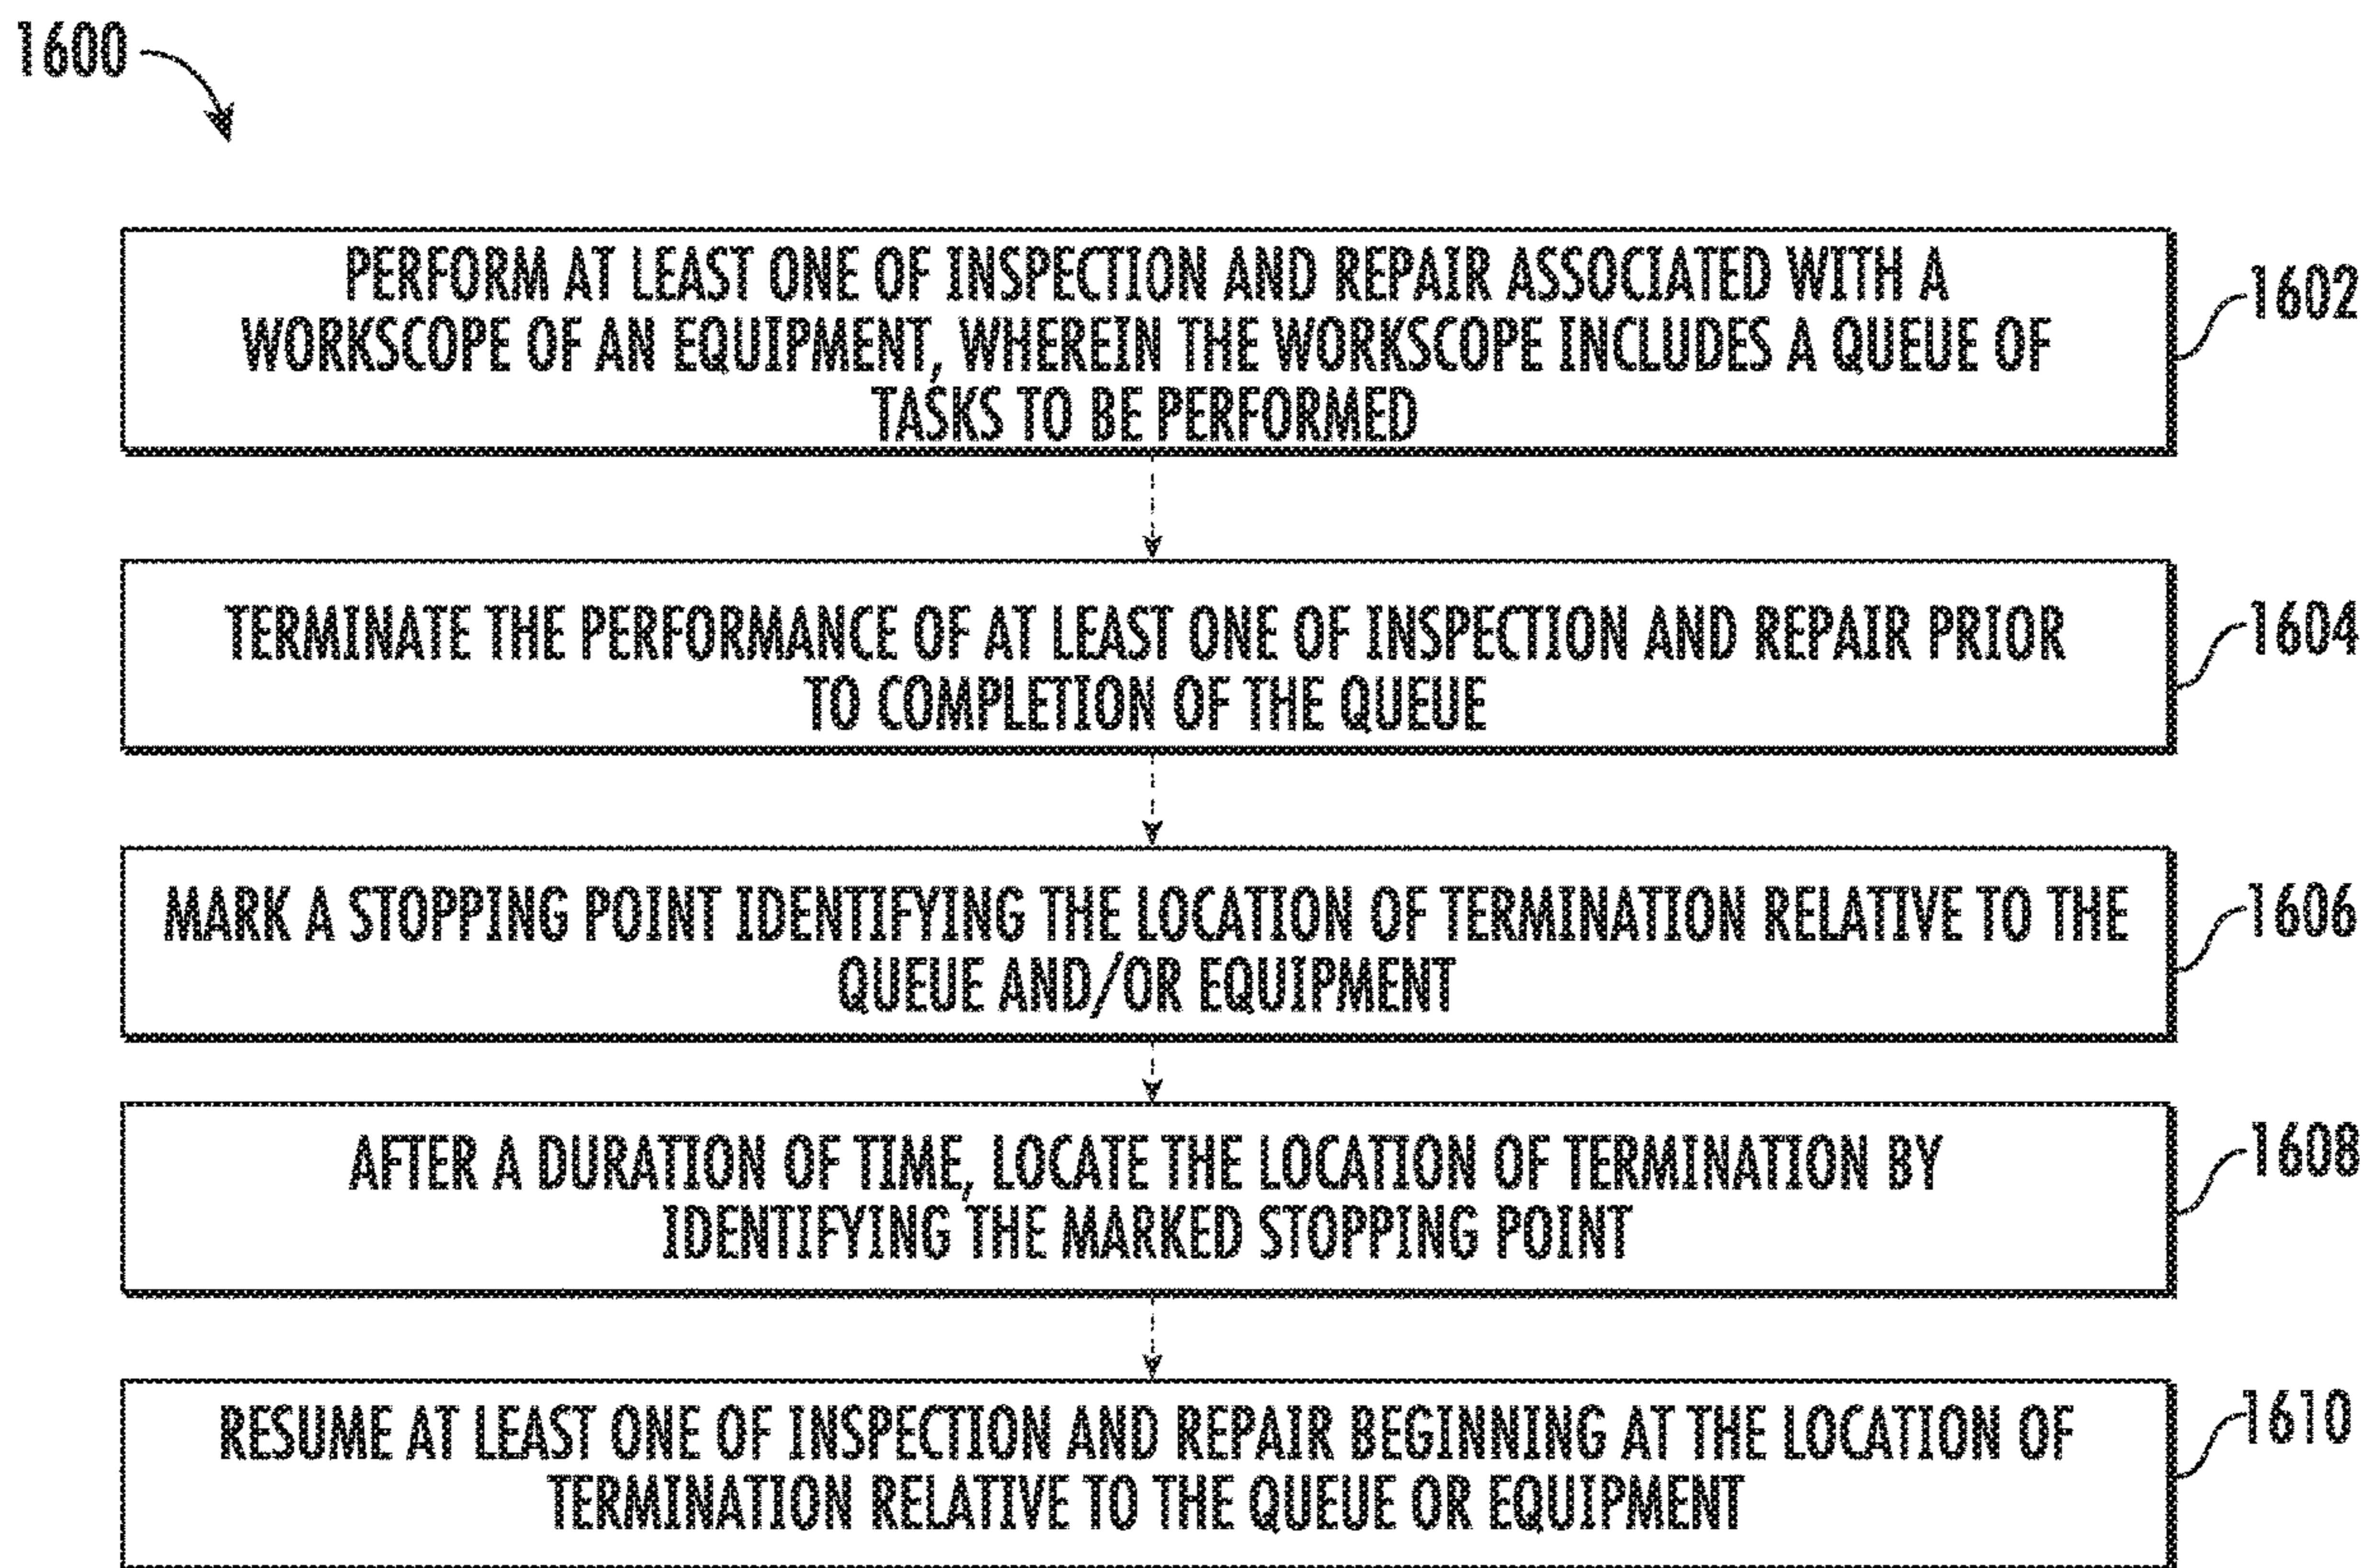 1600
PERFORM AT LEAST ONE OF INSPECTION AND REPAIR ASSOCIATED WITH A
WORKSCOPE OF AN EQUIPMENT, WHEREIN THE WORKSCOPE INCLUDES A QUEUE OF
TASKS TO BE PERFORMED
1602
TERMINATE THE PERFORMANCE OF AT LEAST ONE OF INSPECTION AND REPAIR PRIOR
TO COMPLETION OF THE QUEUE
1604
MARK A STOPPING POINT IDENTIFYING THE LOCATION OF TERMINATION RELATIVE TO THE
QUEUE AND/OR EQUIPMENT
1606
AFTER A DURATION OF TIME, LOCATE THE LOCATION OF TERMINATION BY
IDENTIFYING THE MARKED STOPPING POINT
1608
RESUME AT LEAST ONE OF INSPECTION AND REPAIR BEGINNING AT THE LOCATION OF
TERMINATION RELATIVE TO THE QUEUE OR EQUIPMENT
1610